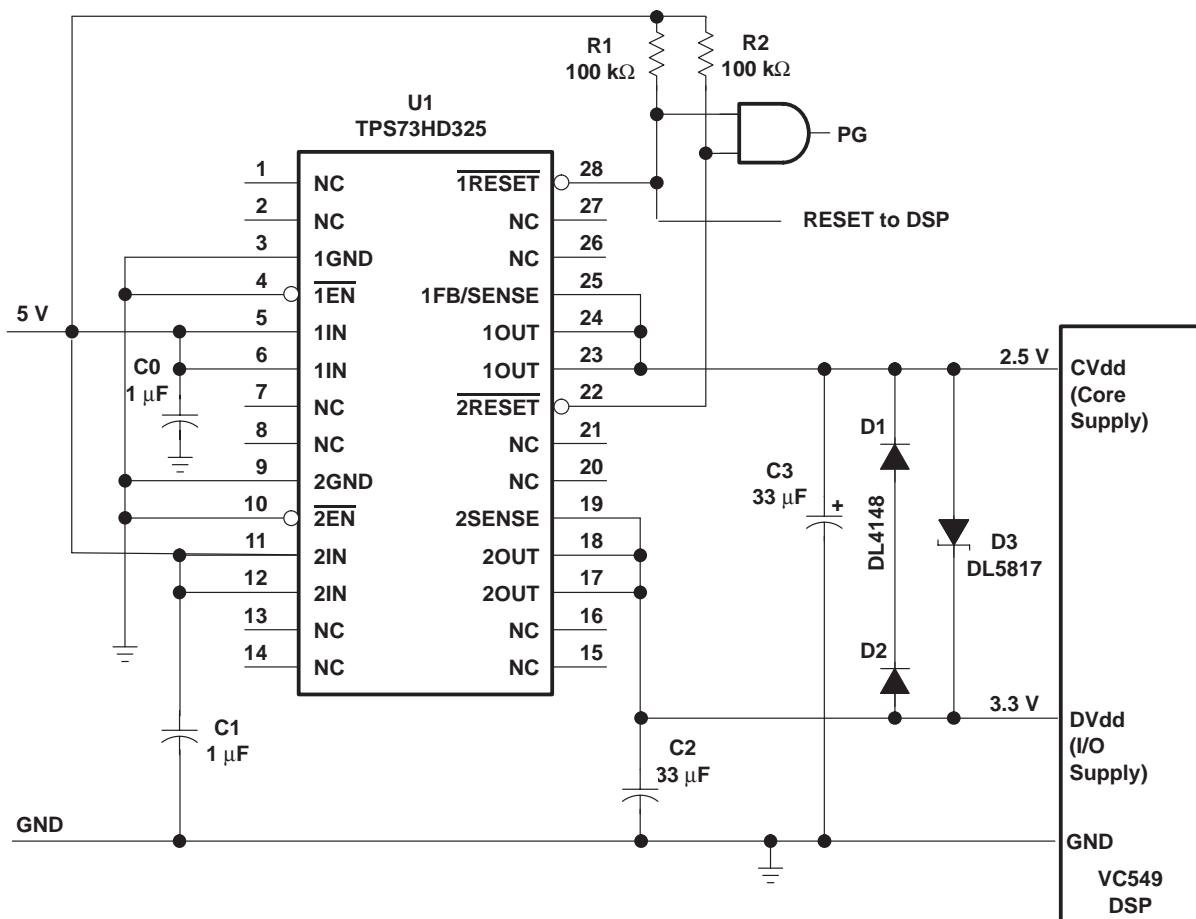 R1
100 kΩ
R2
100 kΩ
U1
TPS73HD325
PG
1
NC
2
NC
3
1GND
4
1EN
5
1IN
6
1IN
7
NC
8
NC
9
2GND
10
2EN
11
2IN
12
2IN
13
NC
14
NC
1RESET
28
NC
27
NC
26
1FB/SENSE
25
1OUT
24
1OUT
23
2RESET
22
NC
21
NC
20
2SENSE
19
2OUT
18
2OUT
17
NC
16
NC
15
RESET to DSP
5 V
C0
1 μF
C1
1 μF
GND
C3
33 μF
+
D1
DL4148
D2
D3
DL5817
C2
33 μF
2.5 V
CVdd
(Core
Supply)
3.3 V
DVdd
(I/O
Supply)
GND
VC549
DSP